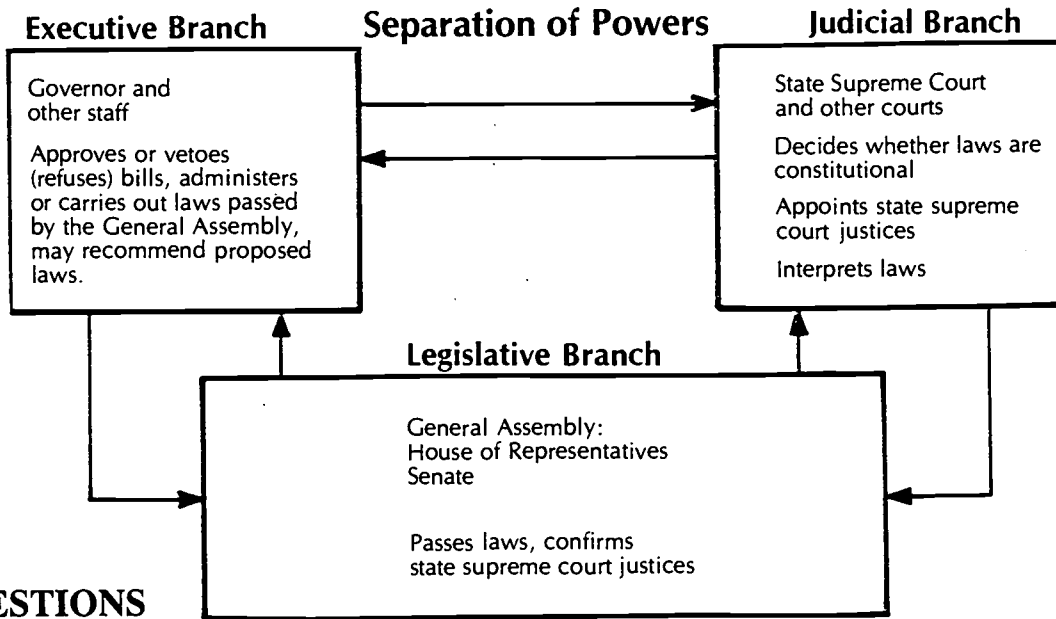 Separation of Powers
Executive Branch
Governor and
other staff
Approves or vetoes
(refuses) bills, administers
or carries out laws passed
by the General Assembly,
may recommend proposed
laws.
Judicial Branch
State Supreme Court
and other courts
Decides whether laws are
constitutional
Appoints state supreme
court justices
Interprets laws
Legislative Branch
General Assembly:
House of Representatives
Senate
Passes laws, confirms
state supreme court justices
ESTIONS